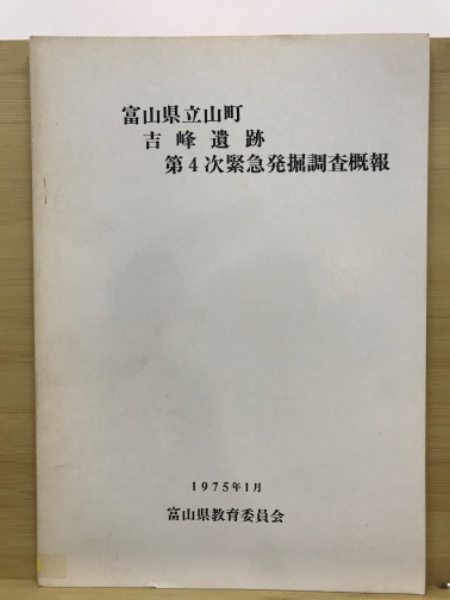 富山県立山町
吉峰遺跡
第4次緊急発掘調査概報
1975年1月
富山県教育委員会